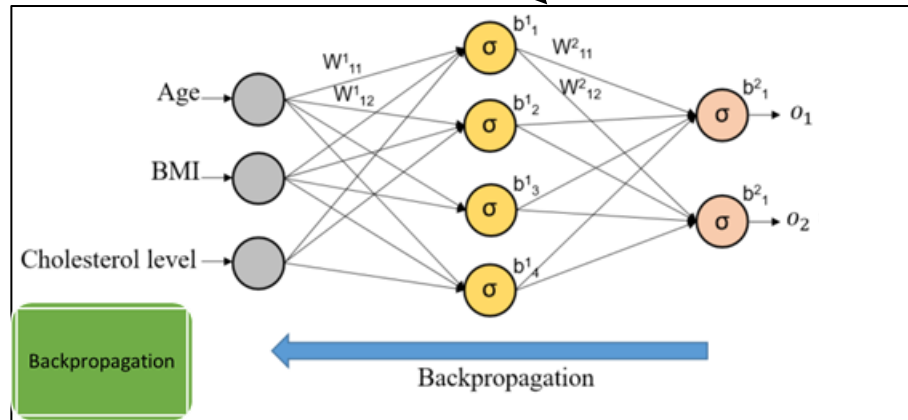 b¹₁
σ
W¹₁₁
W²₁₁
Age
W¹₁₂
W²₁₂
b¹₂
σ
b²₁
σ
o₁
BMI
b¹₃
σ
b²₁
σ
o₂
Cholesterol level
b¹₄
σ
Backpropagation
Backpropagation